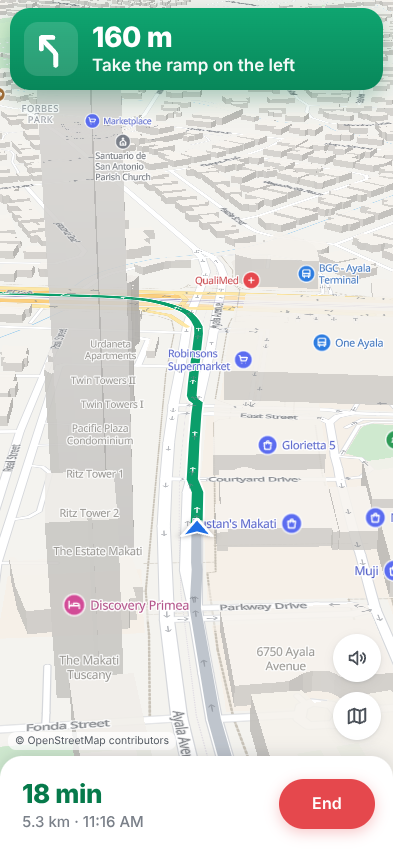 160 m
Take the ramp on the left
FORBES
PARK
Marketplace
Santuario de
San Antonio
Parish Church
QualiMed
BGC - Ayala
Terminal
One Ayala
Urdaneta
Apartments
Robinsons
Supermarket
Twin Towers II
Twin Towers I
East Street
Pacific Plaza
Condominium
Glorietta 5
Ritz Tower 1
Courtyard Drive
Ritz Tower 2
stan's Makati
The Estate Makati
Muji
Discovery Primea
Parkway Drive
6750 Ayala
Avenue
The Makati
Tuscany
Fonda Street
Ayala Ave
© OpenStreetMap contributors
18 min
5.3 km · 11:16 AM
End